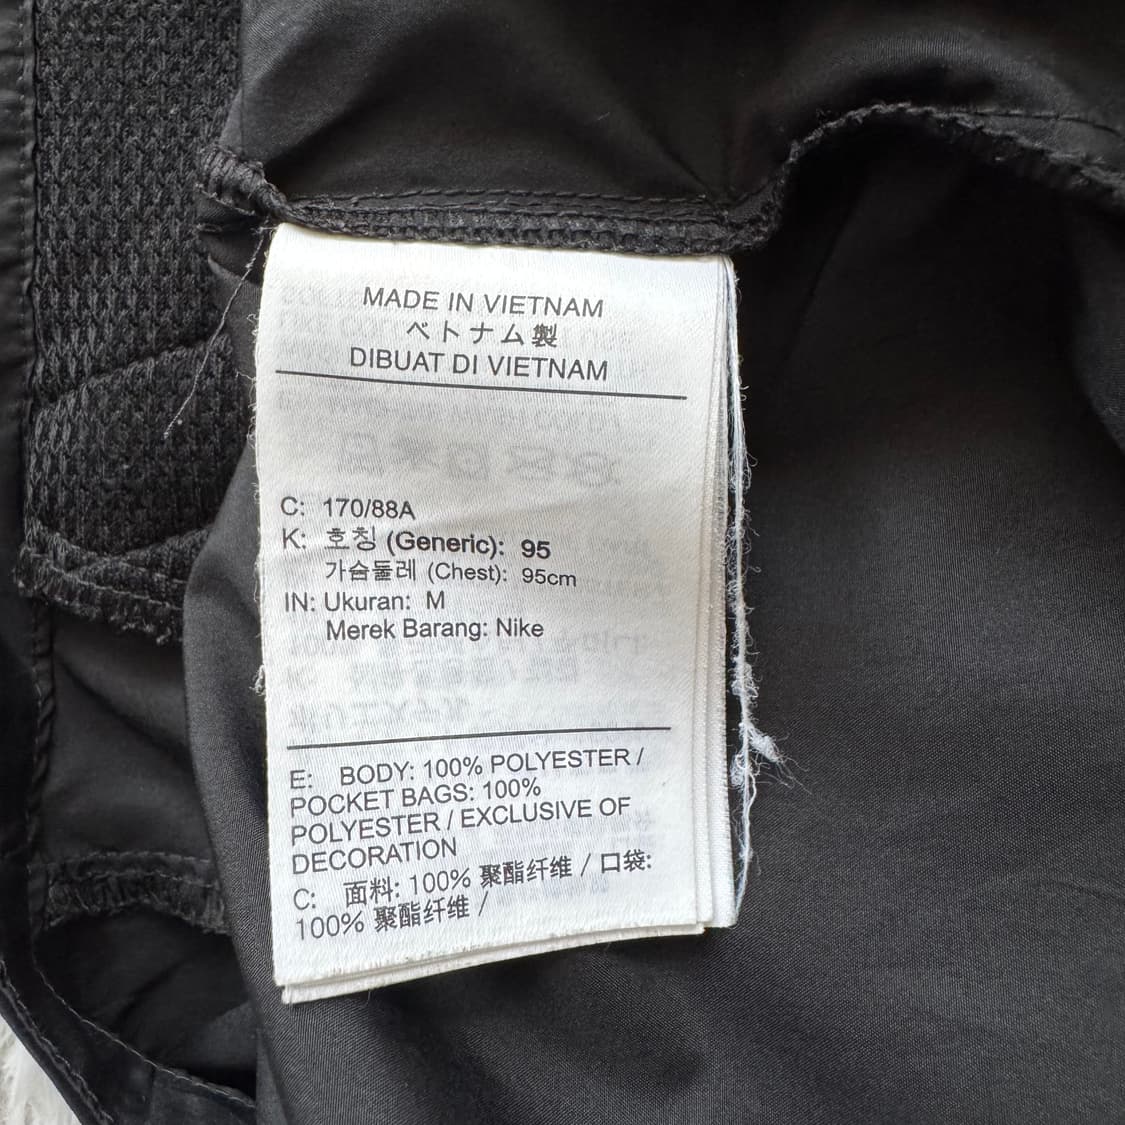 MADE IN VIETNAM
ベトナム製
DIBUAT DI VIETNAM
C: 170/88A
K: 호칭 (Generic): 95
가슴둘레 (Chest): 95cm
IN: Ukuran: M
Merek Barang: Nike
E: BODY: 100% POLYESTER /
POCKET BAGS: 100%
POLYESTER / EXCLUSIVE OF
DECORATION
C: 面料: 100% 聚酯纤维 / 口袋:
100% 聚酯纤维 /